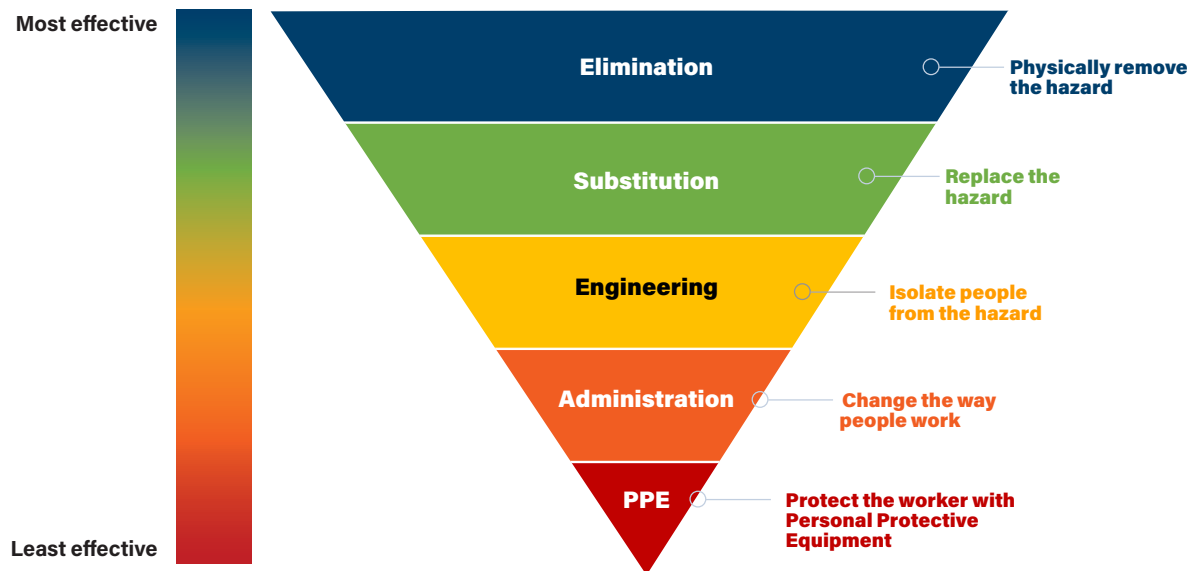 Most effective
Elimination
Physically remove
the hazard
Substitution
Replace the
hazard
Engineering
Isolate people
from the hazard
Administration
Change the way
people work
PPE
Protect the worker with
Personal Protective
Equipment
Least effective